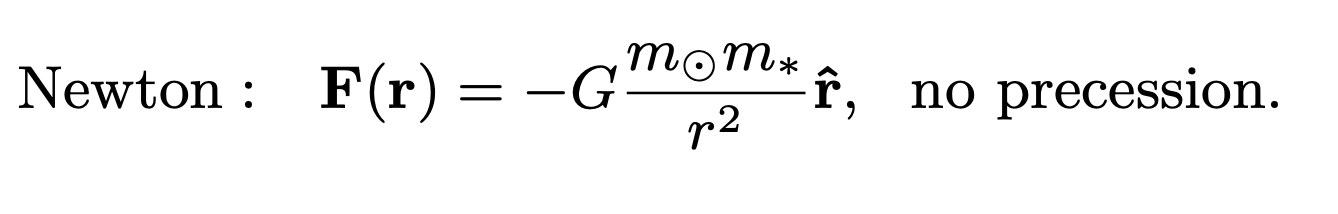 Newton : F(r) = −G m⊙m∗/r² r̂, no precession.